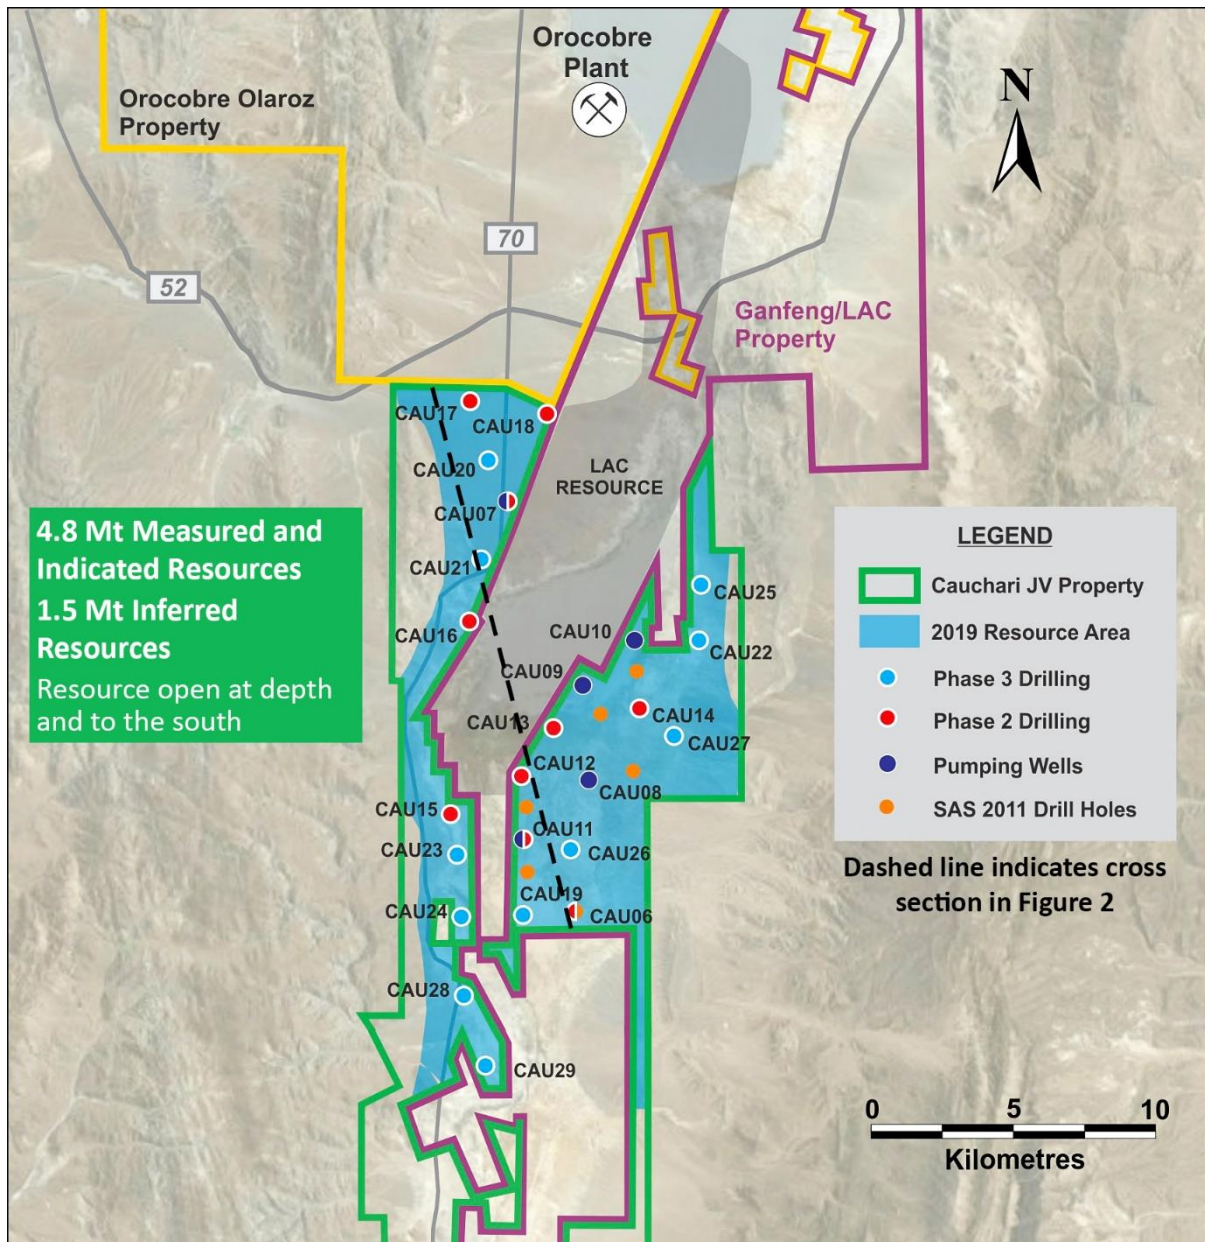 Orocobre
Plant
N
Orocobre Olaroz
Property
70
52
Ganfeng/LAC
Property
CAU17
CAU18
CAU20
LAC
RESOURCE
CAU07
4.8 Mt Measured and
Indicated Resources
1.5 Mt Inferred
Resources
Resource open at depth
and to the south
CAU21
CAU25
CAU16
CAU10
CAU22
CAU09
CAU14
CAU13
CAU27
CAU12
CAU08
CAU15
CAU11
CAU23
CAU26
CAU19
CAU24
CAU06
CAU28
CAU29
LEGEND
Cauchari JV Property
2019 Resource Area
Phase 3 Drilling
Phase 2 Drilling
Pumping Wells
SAS 2011 Drill Holes
Dashed line indicates cross
section in Figure 2
0 5 10
Kilometres